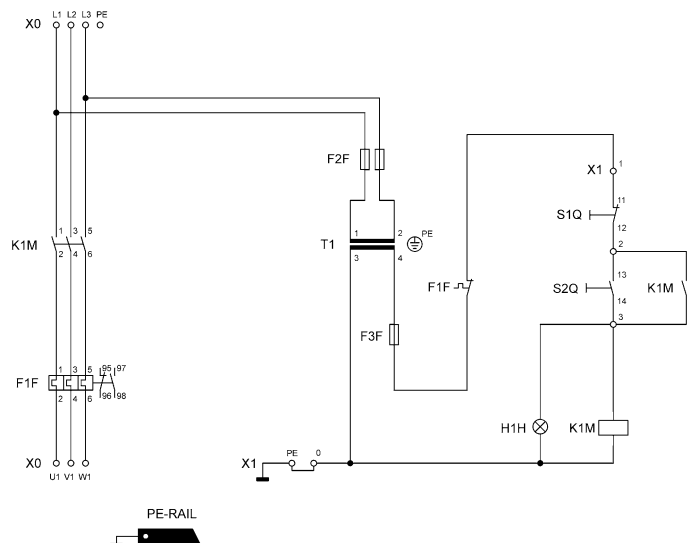 L1 L2 L3 PE
X0
F2F
X1 1
11
S1Q
12
1 3 5
K1M
2 4 6
1 2
T1
PE
3 4
2
F1F
13
S2Q
14
K1M
F3F
3
1 3 5 95 97
F1F
2 4 6 96 98
H1H K1M
X0
U1 V1 W1
X1
PE 0
PE-RAIL